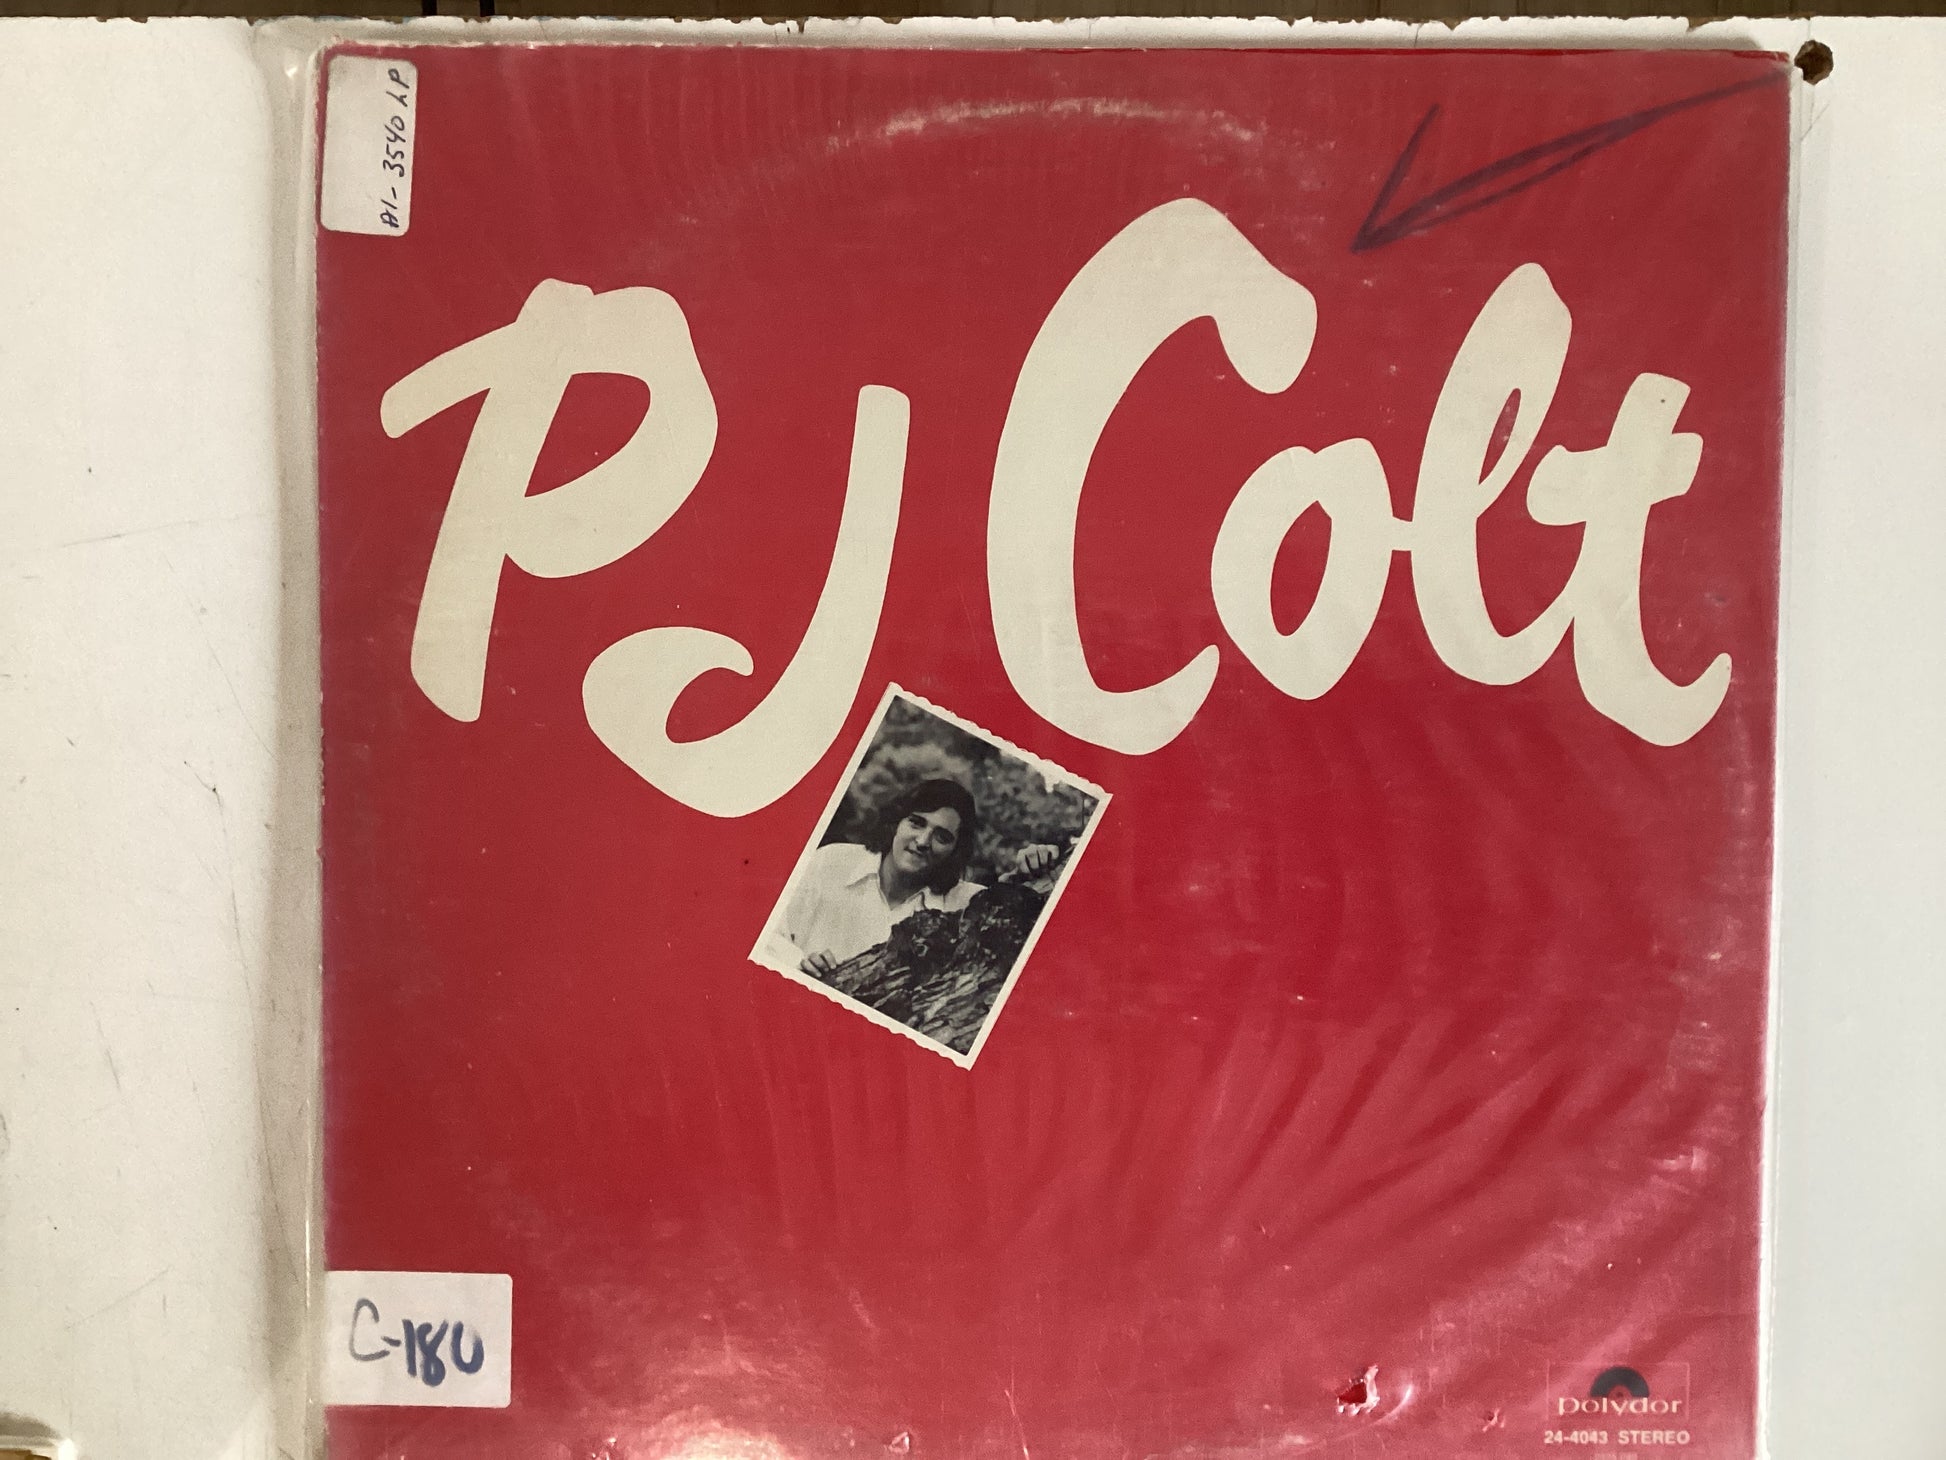 A1-3540 LP
PJ Colt
C-180
polydor
24-4043 STEREO